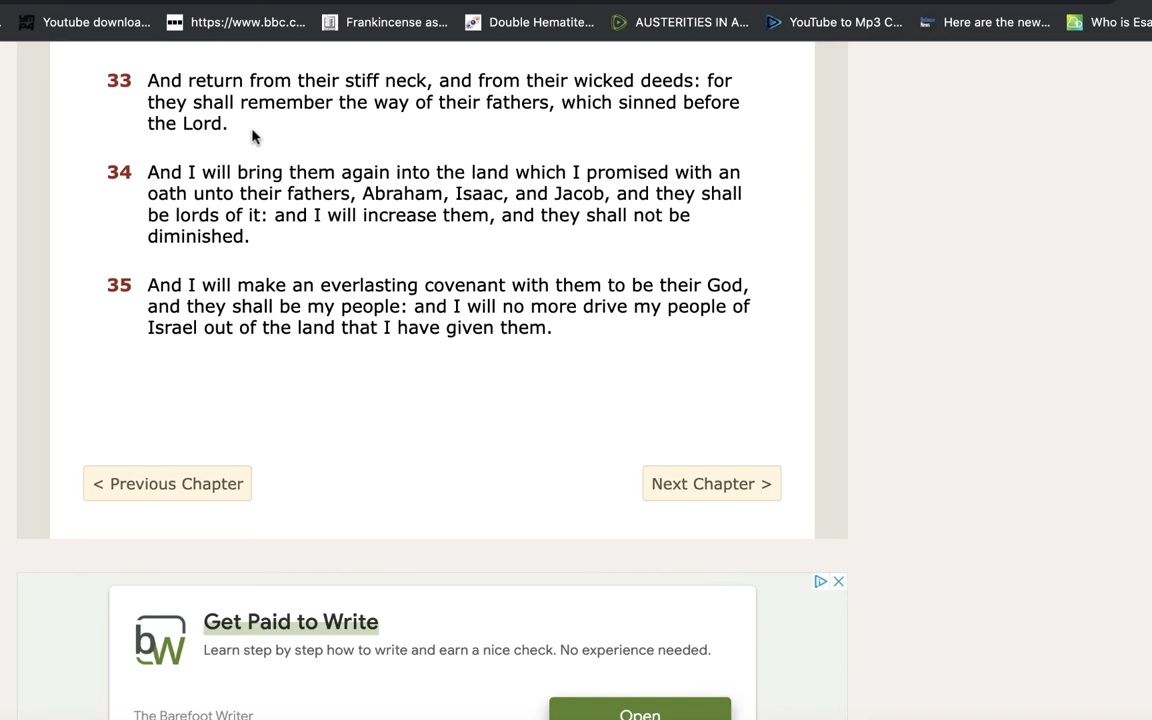 Youtube downloa... https://www.bbc.c... Frankincense as... Double Hematite... AUSTERITIES IN A... YouTube to Mp3 C... Here are the new... Who is Esa
33 And return from their stiff neck, and from their wicked deeds: for
they shall remember the way of their fathers, which sinned before
the Lord.
34 And I will bring them again into the land which I promised with an
oath unto their fathers, Abraham, Isaac, and Jacob, and they shall
be lords of it: and I will increase them, and they shall not be
diminished.
35 And I will make an everlasting covenant with them to be their God,
and they shall be my people: and I will no more drive my people of
Israel out of the land that I have given them.
< Previous Chapter Next Chapter >
bW
Get Paid to Write
Learn step by step how to write and earn a nice check. No experience needed.
The Barefoot Writer Open